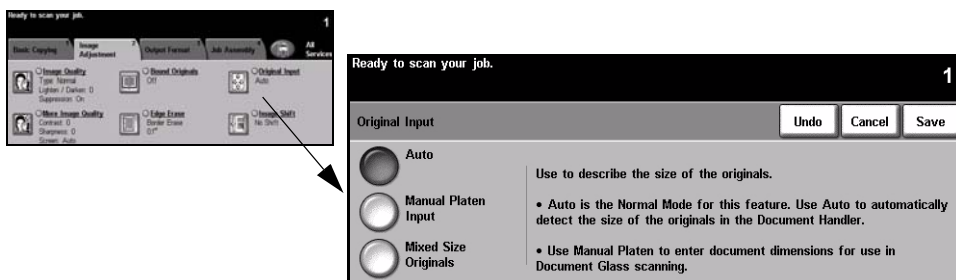 Ready to scan your job.
1
Basic Copying
Image Adjustment
Output Format
Job Assembly
All Services
Image Quality
Type: Normal
Lighten / Darken: 0
Suppression: On
Bound Originals
Off
Original Input
Auto
More Image Quality
Contrast: 0
Sharpness: 0
Screen: Auto
Edge Erase
Border Erase
0.1"
Image Shift
No Shift
Ready to scan your job.
1
Original Input
Undo
Cancel
Save
Auto
Manual Platen
Input
Mixed Size
Originals
Use to describe the size of the originals.
• Auto is the Normal Mode for this feature. Use Auto to automatically
detect the size of the originals in the Document Handler.
• Use Manual Platen to enter document dimensions for use in
Document Glass scanning.